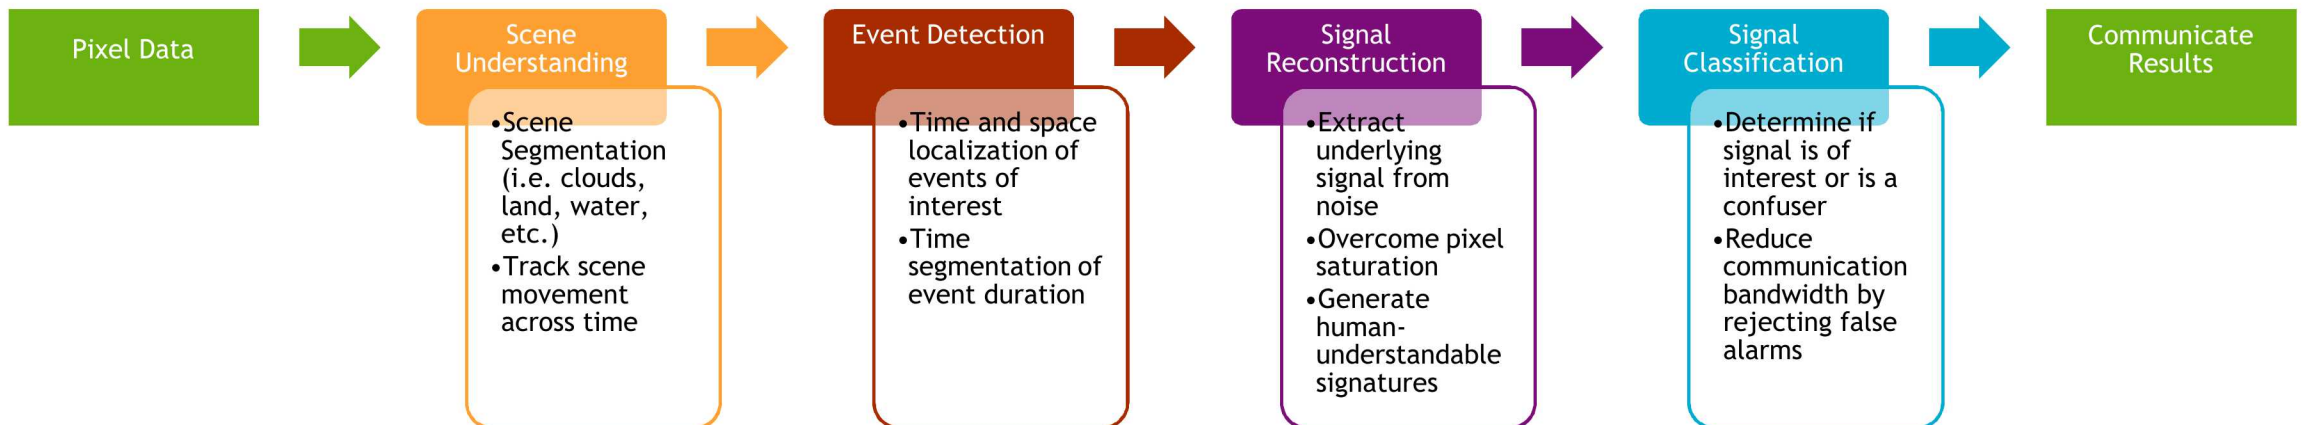 Pixel Data
Scene
Understanding
•Scene
Segmentation
(i.e. clouds,
land, water,
etc.)
•Track scene
movement
across time
Event Detection
•Time and space
localization of
events of
interest
•Time
segmentation of
event duration
Signal
Reconstruction
•Extract
underlying
signal from
noise
•Overcome pixel
saturation
•Generate
human-
understandable
signatures
Signal
Classification
•Determine if
signal is of
interest or is a
confuser
•Reduce
communication
bandwidth by
rejecting false
alarms
Communicate
Results